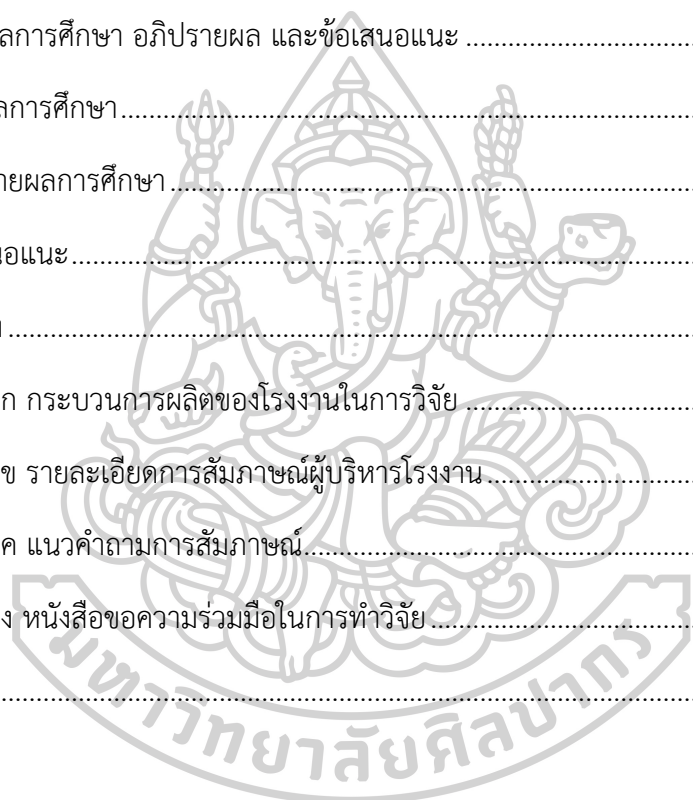 ลการศึกษา อภิปรายผล และข้อเสนอแนะ ........................................
ลการศึกษา........................................
ายผลการศึกษา........................................
นอแนะ........................................
........................................
ก กระบวนการผลิตของโรงงานในการวิจัย ........................................
ข รายละเอียดการสัมภาษณ์ผู้บริหารโรงงาน........................................
ค แนวคำถามการสัมภาษณ์........................................
ง หนังสือขอความร่วมมือในการทำวิจัย........................................
........................................
มหาวิทยาลัยศิลปากร